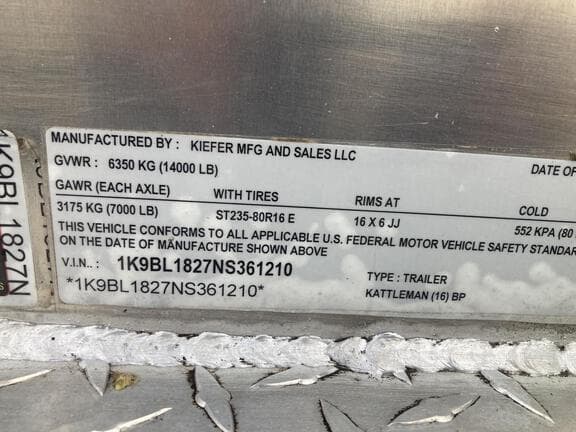 MANUFACTURED BY : KIEFER MFG AND SALES LLC
GVWR : 6350 KG (14000 LB) DATE OF
GAWR (EACH AXLE) WITH TIRES RIMS AT COLD
3175 KG (7000 LB) ST235-80R16 E 16 X 6 JJ 552 KPA (80
THIS VEHICLE CONFORMS TO ALL APPLICABLE U.S. FEDERAL MOTOR VEHICLE SAFETY STANDAR
ON THE DATE OF MANUFACTURE SHOWN ABOVE
V.I.N.. : 1K9BL1827NS361210 TYPE : TRAILER
*1K9BL1827NS361210* KATTLEMAN (16) BP
1K9BL1827N